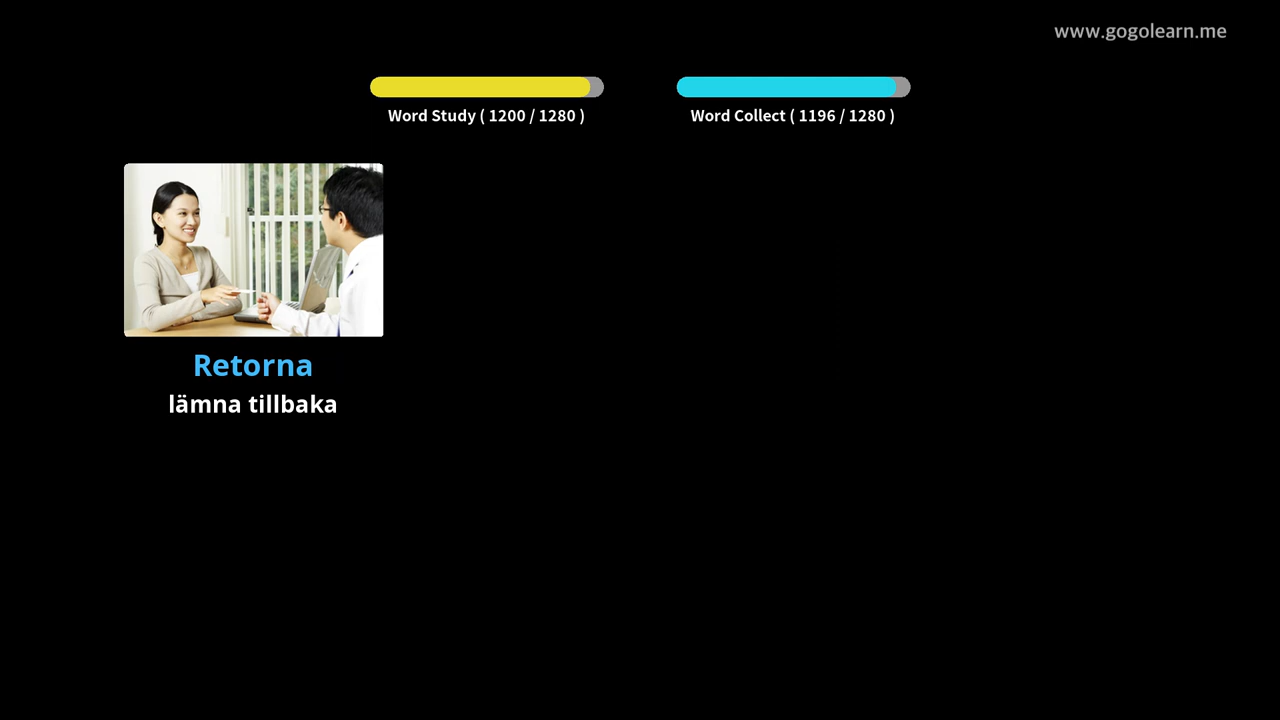 www.gogolearn.me
Word Study ( 1200 / 1280 )
Word Collect ( 1196 / 1280 )
Retorna
lämna tillbaka